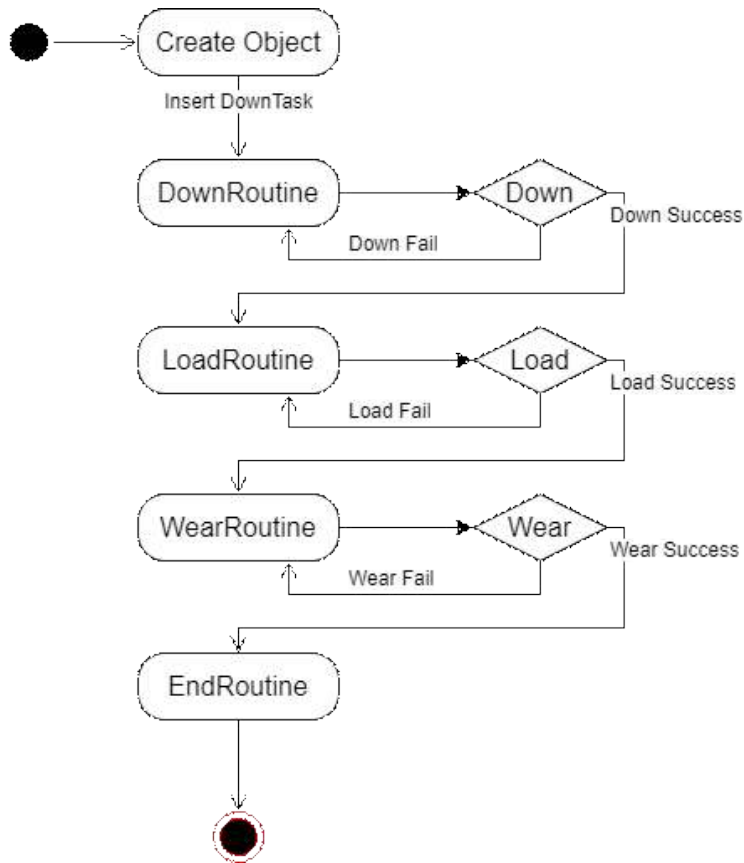 Create Object
Insert DownTask
DownRoutine
Down
Down Success
Down Fail
LoadRoutine
Load
Load Success
Load Fail
WearRoutine
Wear
Wear Success
Wear Fail
EndRoutine